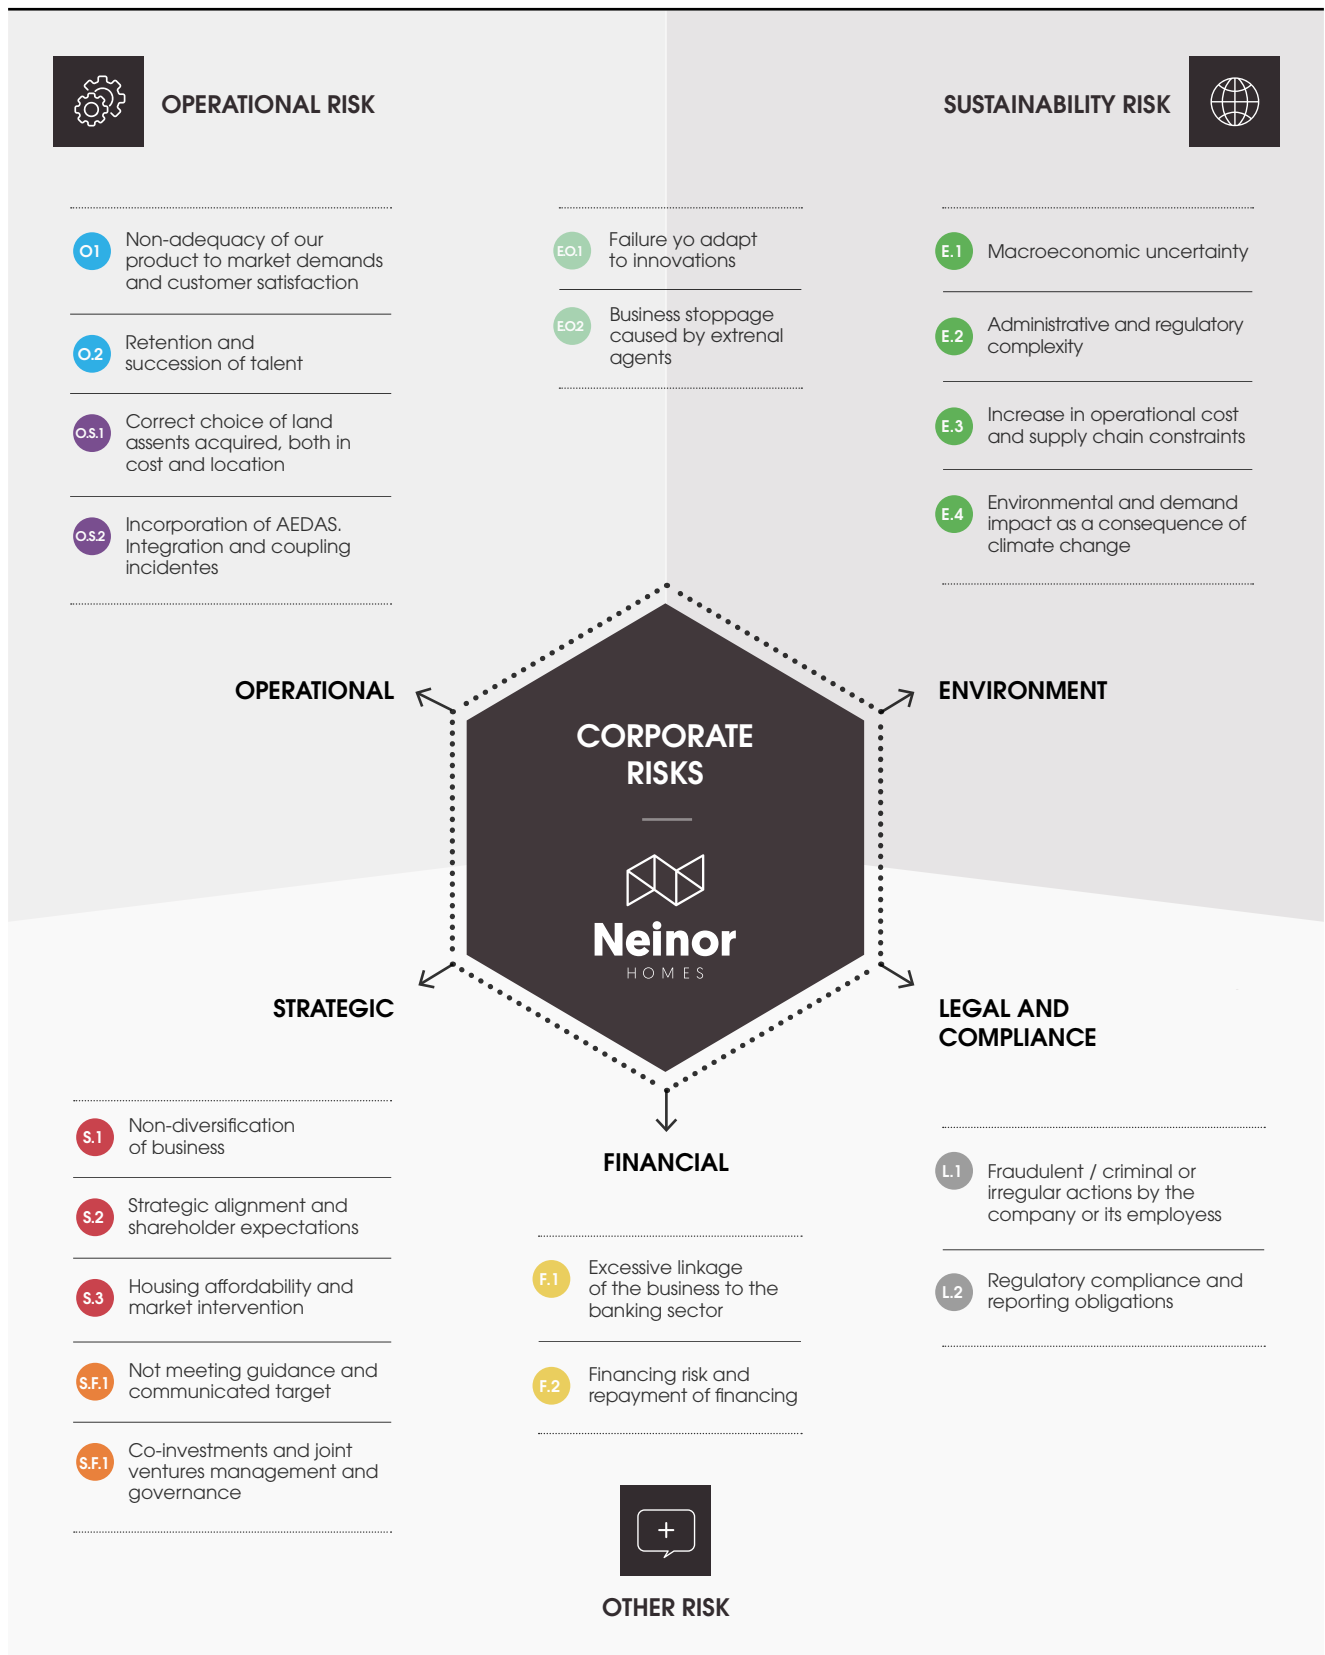 OPERATIONAL RISK
SUSTAINABILITY RISK
O1
Non-adequacy of our
product to market demands
and customer satisfaction
O.2
Retention and
succession of talent
O.S.1
Correct choice of land
assents acquired, both in
cost and location
O.S.2
Incorporation of AEDAS.
Integration and coupling
incidentes
E.O.1
Failure yo adapt
to innovations
E.O.2
Business stoppage
caused by extrenal
agents
E.1
Macroeconomic uncertainty
E.2
Administrative and regulatory
complexity
E.3
Increase in operational cost
and supply chain constraints
E.4
Environmental and demand
impact as a consequence of
climate change
OPERATIONAL
ENVIRONMENT
CORPORATE
RISKS
Neinor
HOMES
STRATEGIC
LEGAL AND
COMPLIANCE
FINANCIAL
S.1
Non-diversification
of business
S.2
Strategic alignment and
shareholder expectations
S.3
Housing affordability and
market intervention
S.F.1
Not meeting guidance and
communicated target
S.F.1
Co-investments and joint
ventures management and
governance
F.1
Excessive linkage
of the business to the
banking sector
F.2
Financing risk and
repayment of financing
L.1
Fraudulent / criminal or
irregular actions by the
company or its employess
L.2
Regulatory compliance and
reporting obligations
OTHER RISK